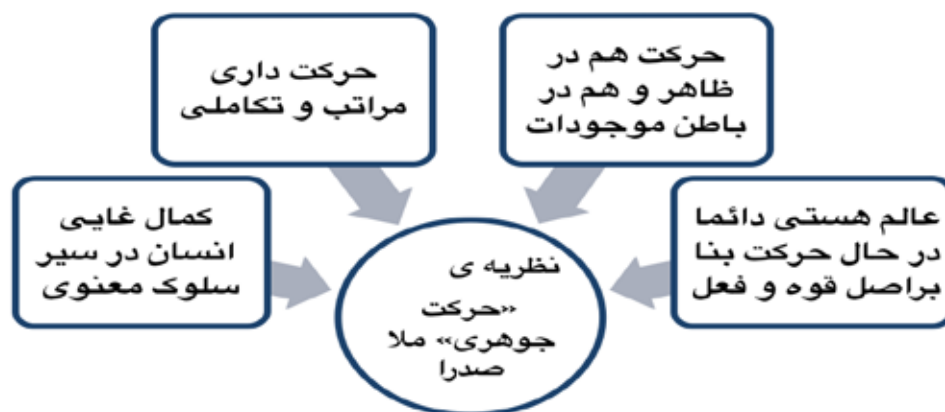 حرکت هم در
ظاهر و هم در
باطن موجودات
حرکت داری
مراتب و تکاملی
عالم هستی دائما
در حال حرکت بنا
براصل قوه و فعل
کمال غایی
انسان در سیر
سلوک معنوی
نظریه ی
«حرکت
جوهری» ملا
صدرا